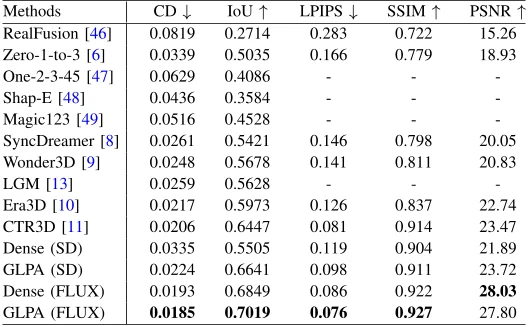 Methods CD ↓ IoU ↑ LPIPS ↓ SSIM ↑ PSNR ↑
RealFusion [46] 0.0819 0.2714 0.283 0.722 15.26
Zero-1-to-3 [6] 0.0339 0.5035 0.166 0.779 18.93
One-2-3-45 [47] 0.0629 0.4086 - - -
Shap-E [48] 0.0436 0.3584 - - -
Magic123 [49] 0.0516 0.4528 - - -
SyncDreamer [8] 0.0261 0.5421 0.146 0.798 20.05
Wonder3D [9] 0.0248 0.5678 0.141 0.811 20.83
LGM [13] 0.0259 0.5628 - - -
Era3D [10] 0.0217 0.5973 0.126 0.837 22.74
CTR3D [11] 0.0206 0.6447 0.081 0.914 23.47
Dense (SD) 0.0335 0.5505 0.119 0.904 21.89
GLPA (SD) 0.0224 0.6641 0.098 0.911 23.72
Dense (FLUX) 0.0193 0.6849 0.086 0.922 28.03
GLPA (FLUX) 0.0185 0.7019 0.076 0.927 27.80